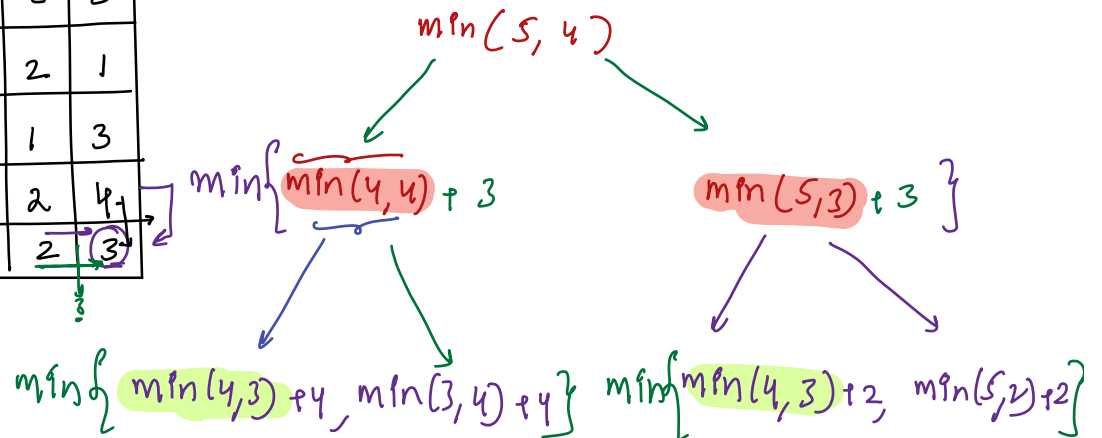 min(5, 4)
2 1
1 3
2 4
2 3
min{ min(4,4) + 3 min(5,3) + 3 }
min{ min(4,3) + 4, min(3,4) + 4 } min{ min(4,3) + 2, min(5,2) + 2 }